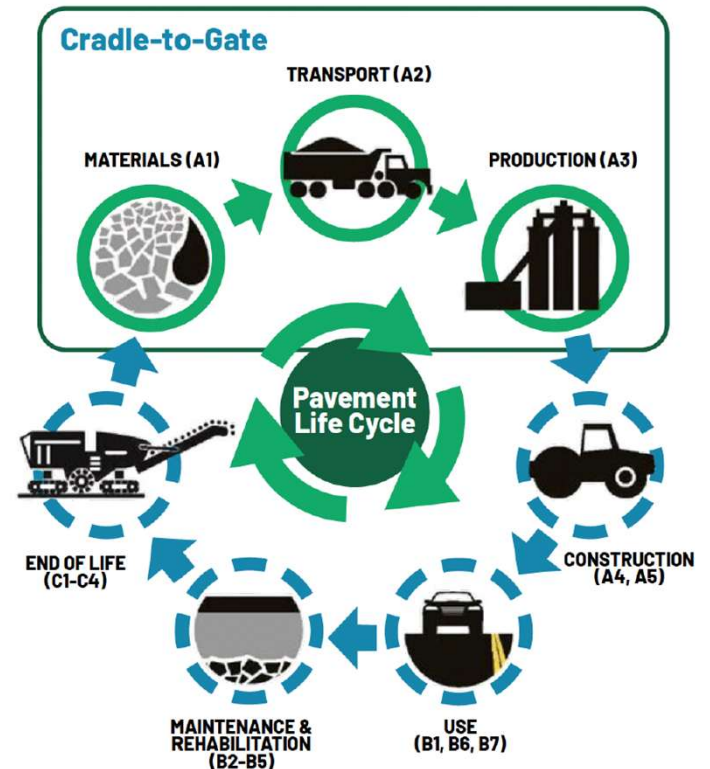 Cradle-to-Gate
TRANSPORT (A2)
MATERIALS (A1)
PRODUCTION (A3)
Pavement
Life Cycle
END OF LIFE
(C1-C4)
CONSTRUCTION
(A4, A5)
MAINTENANCE &
REHABILITATION
(B2-B5)
USE
(B1, B6, B7)